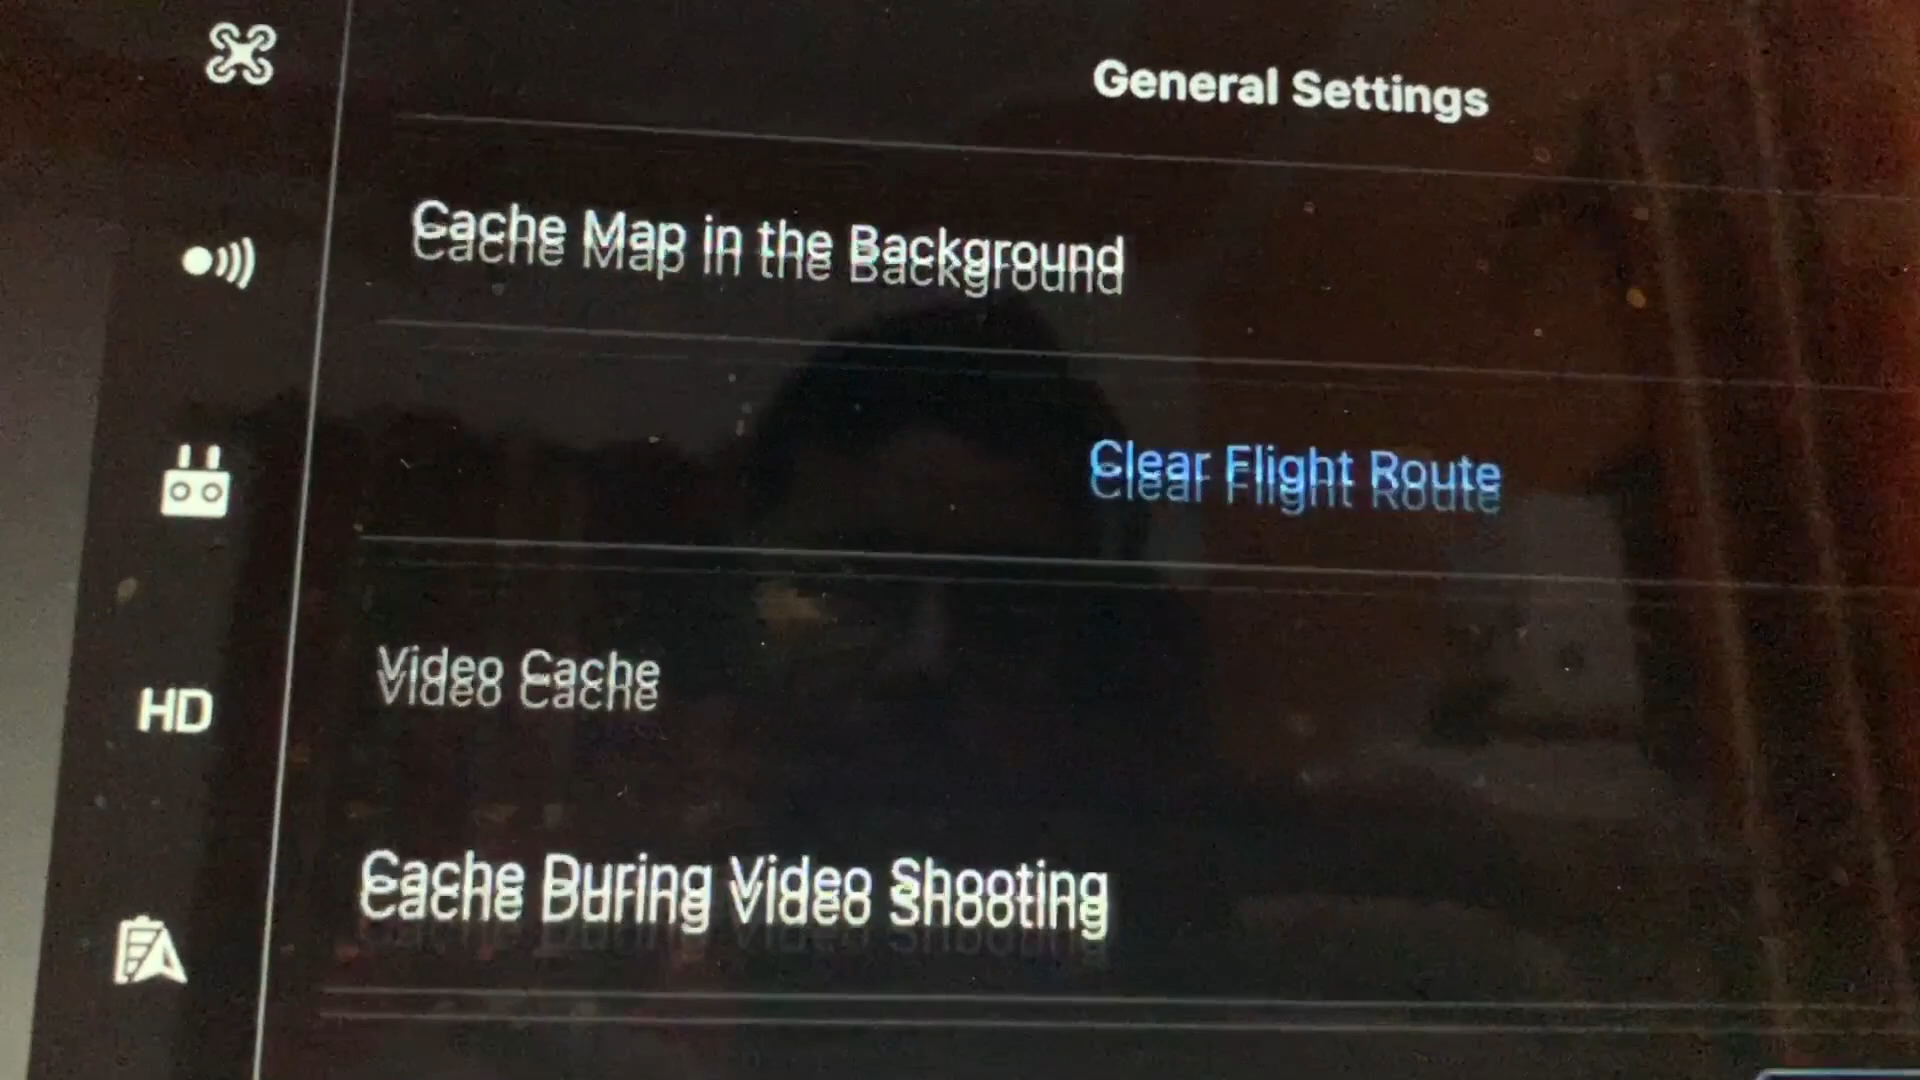 General Settings
Cache Map in the Background
Clear Flight Route
Video Cache
HD
Cache During Video Shooting